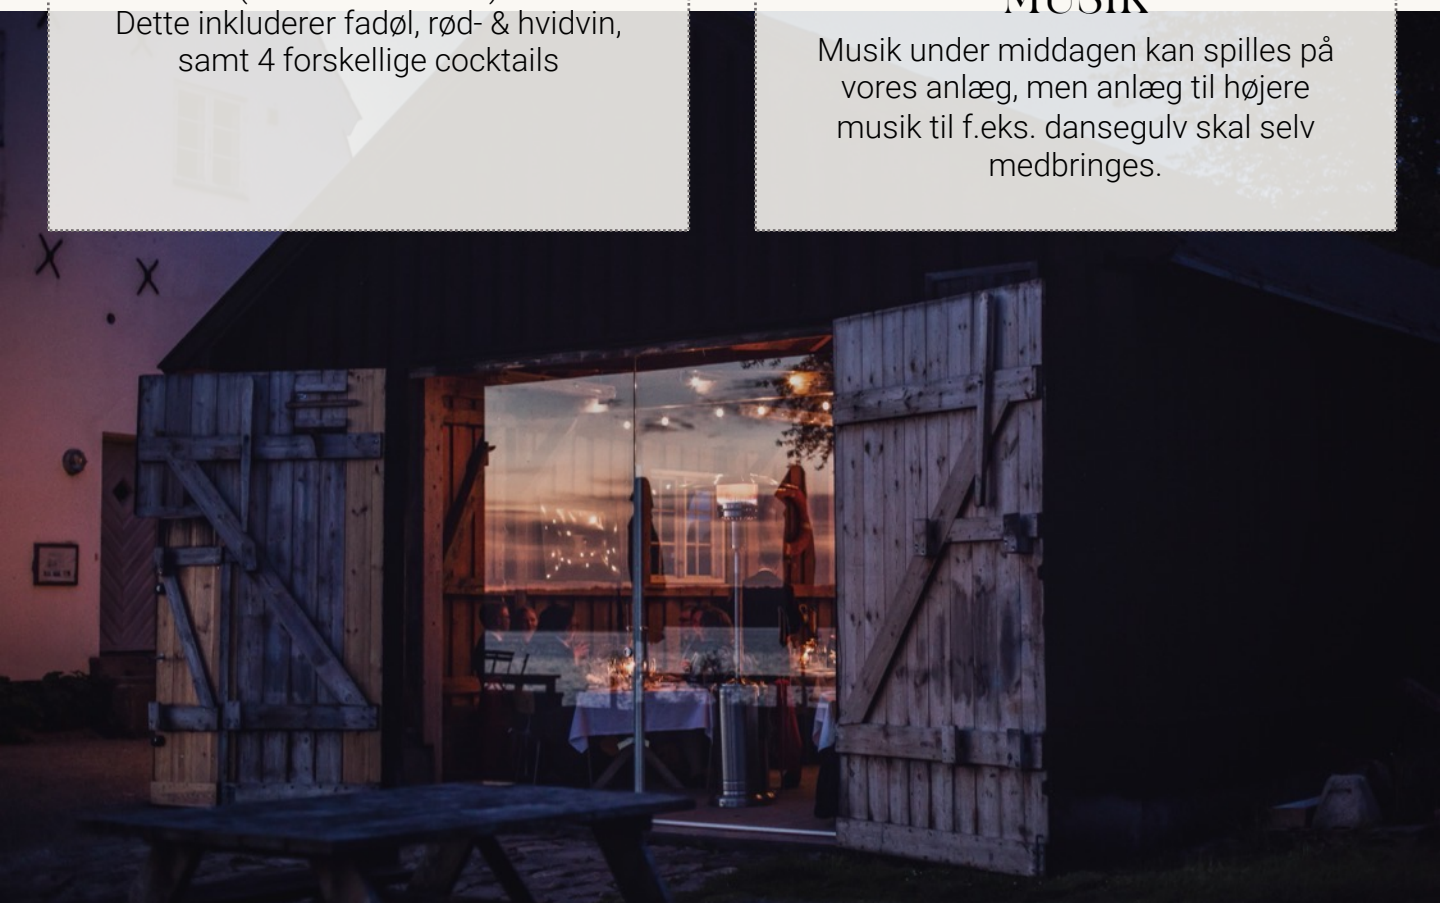 Dette inkluderer fadøl, rød- & hvidvin,
samt 4 forskellige cocktails
MUSIK
Musik under middagen kan spilles på
vores anlæg, men anlæg til højere
musik til f.eks. dansegulv skal selv
medbringes.